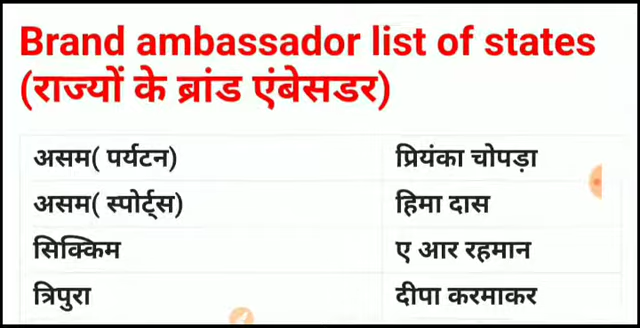 Brand ambassador list of states
(राज्यों के ब्रांड एंबेसडर)
असम( पर्यटन) प्रियंका चोपड़ा
असम( स्पोर्ट्स) हिमा दास
सिक्किम ए आर रहमान
त्रिपुरा दीपा करमाकर